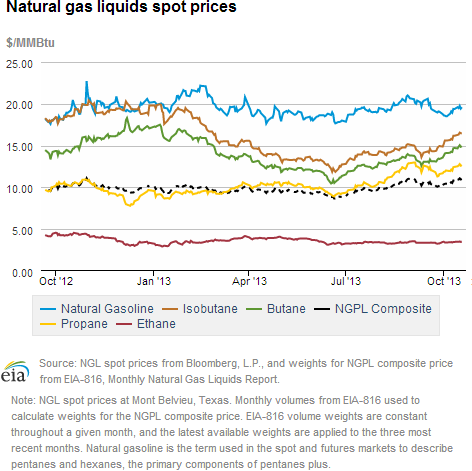 Natural gas liquids spot prices
$/MMBtu
25.00
20.00
15.00
10.00
5.00
0.00
Oct '12
Jan '13
Apr '13
Jul '13
Oct '13
Natural Gasoline
Isobutane
Butane
NGPL Composite
Propane
Ethane
eia
Source: NGL spot prices from Bloomberg, L.P., and weights for NGPL composite price
from EIA-816, Monthly Natural Gas Liquids Report.
Note: NGL spot prices at Mont Belvieu, Texas. Monthly volumes from EIA-816 used to
calculate weights for the NGPL composite price. EIA-816 volume weights are constant
throughout a given month, and the latest available weights are applied to the three most
recent months. Natural gasoline is the term used in the spot and futures markets to describe
pentanes and hexanes, the primary components of pentanes plus.